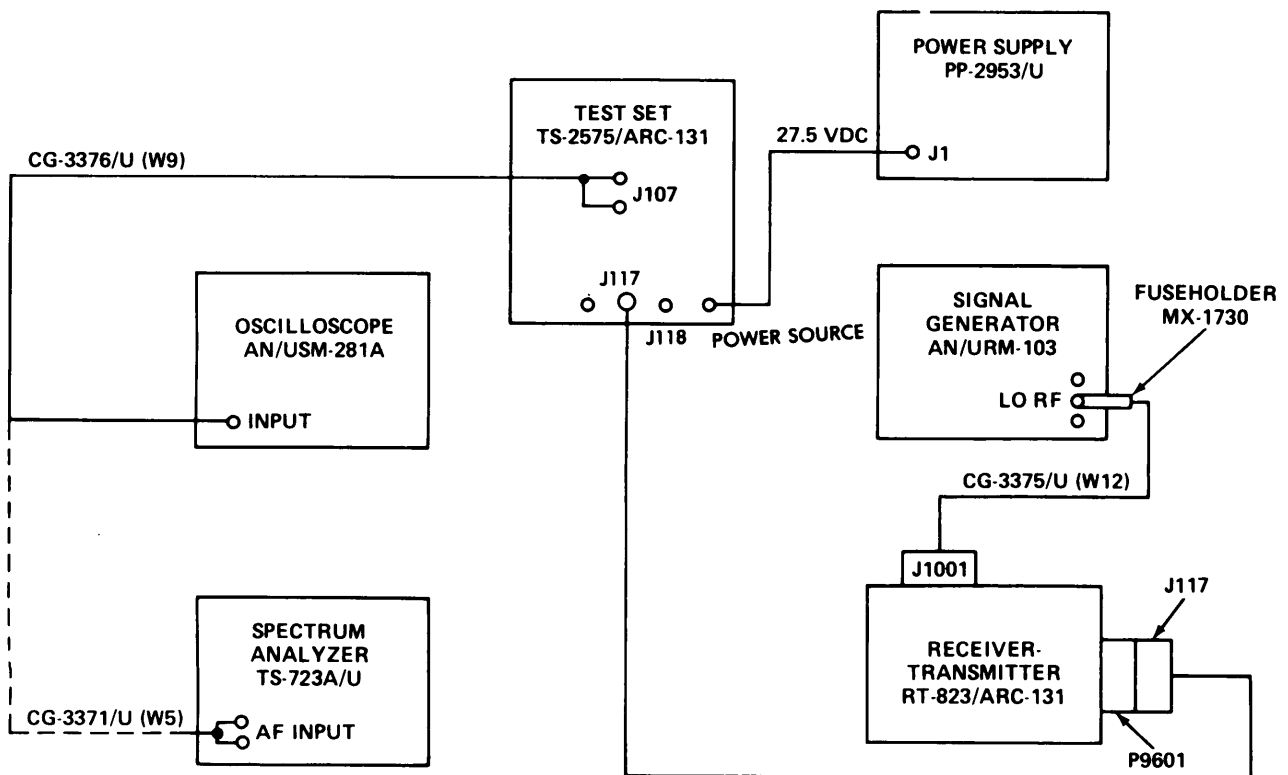 POWER SUPPLY
PP-2953/U
J1
27.5 VDC
TEST SET
TS-2575/ARC-131
J107
J117
J118
POWER SOURCE
CG-3376/U (W9)
OSCILLOSCOPE
AN/USM-281A
INPUT
SIGNAL
GENERATOR
AN/URM-103
LO RF
FUSEHOLDER
MX-1730
CG-3375/U (W12)
J1001
RECEIVER-
TRANSMITTER
RT-823/ARC-131
J117
P9601
SPECTRUM
ANALYZER
TS-723A/U
AF INPUT
CG-3371/U (W5)